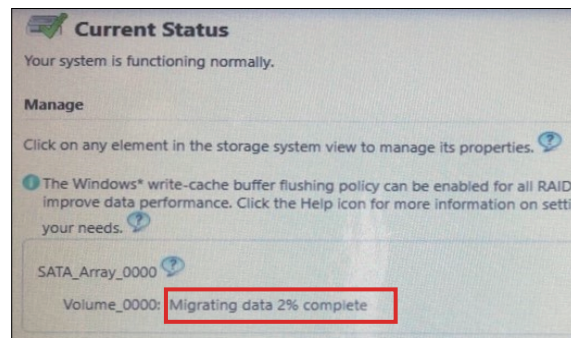 Current Status
Your system is functioning normally.
Manage
Click on any element in the storage system view to manage its properties.
The Windows* write-cache buffer flushing policy can be enabled for all RAID
improve data performance. Click the Help icon for more information on setti
your needs.
SATA_Array_0000
Volume_0000: Migrating data 2% complete